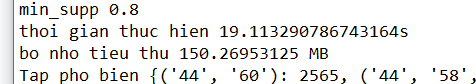 min_supp 0.8
thoi gian thuc hien 19.113290786743164s
bo nho tieu thu 150.26953125 MB
Tap pho bien {('44', '60'): 2565, ('44', '58',